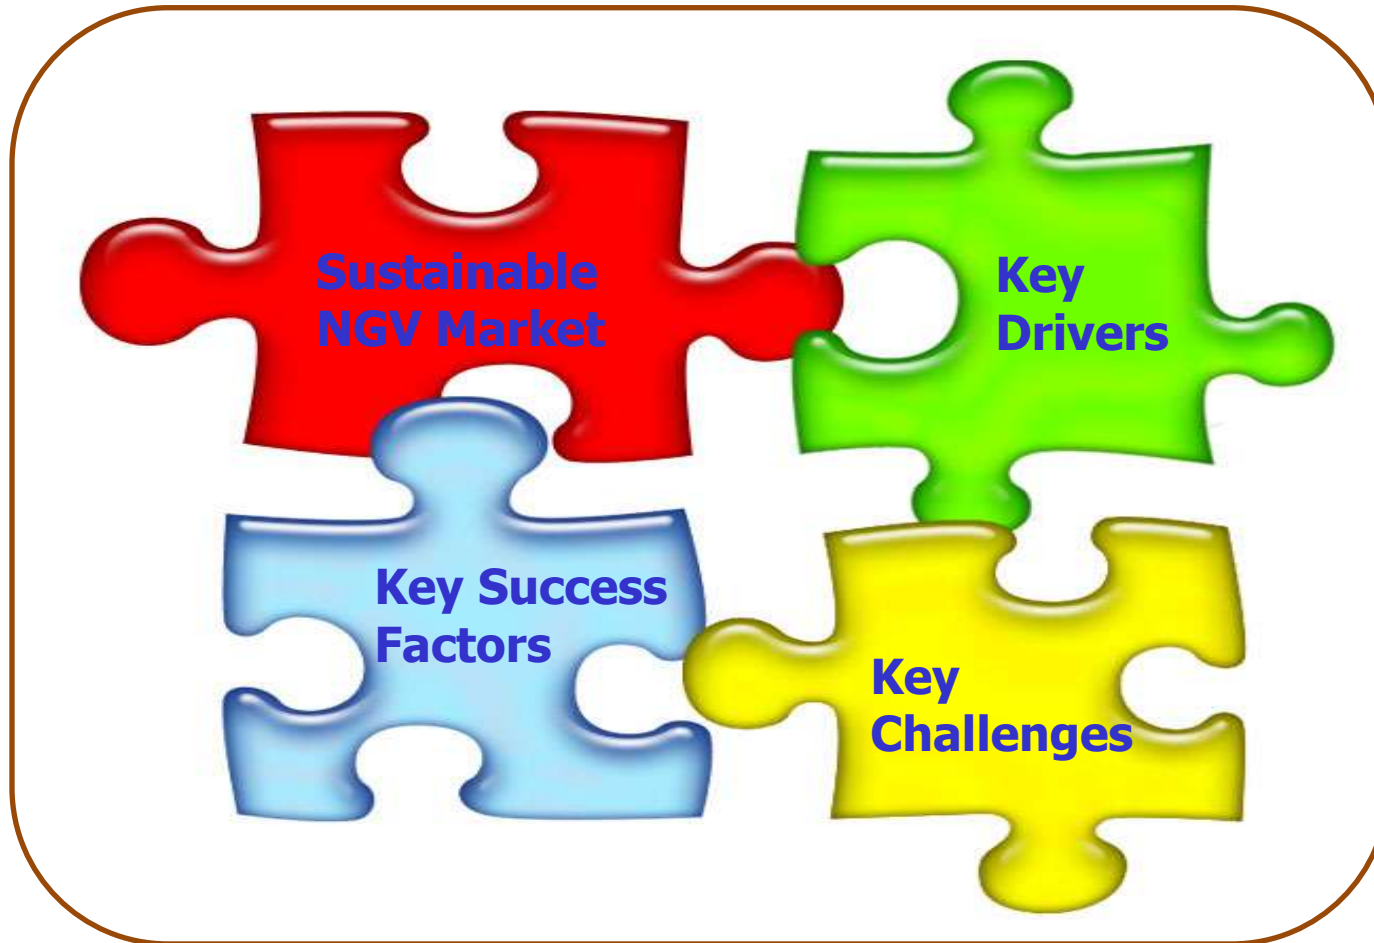 Sustainable
NGV Market
Key
Drivers
Key Success
Factors
Key
Challenges